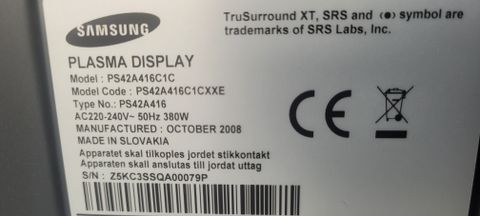 SAMSUNG
TruSurround XT, SRS and (●) symbol are
trademarks of SRS Labs, Inc.
PLASMA DISPLAY
Model : PS42A416C1C
Model Code : PS42A416C1CXXE
Type No.: PS42A416
AC220-240V~ 50Hz 380W
MANUFACTURED : OCTOBER 2008
MADE IN SLOVAKIA
Apparatet skal tilkoples jordet stikkontakt
Apparaten skall anslutas till jordat uttag
S/N : Z5KC3SSQA00079P
CE